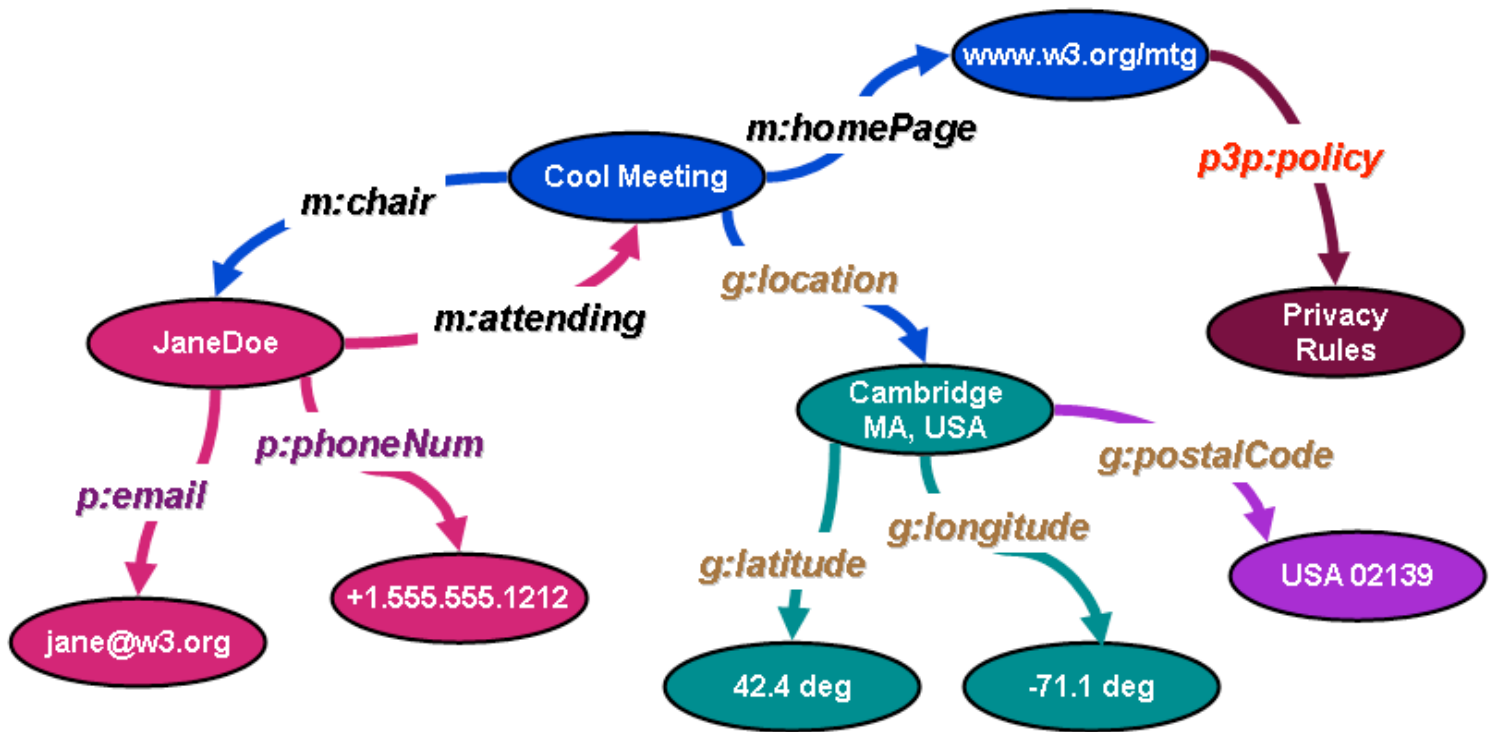 www.w3.org/mtg
m:homePage
p3p:policy
Cool Meeting
m:chair
g:location
m:attending
JaneDoe
Privacy
Rules
Cambridge
MA, USA
p:phoneNum
g:postalCode
p:email
g:longitude
g:latitude
USA 02139
+1.555.555.1212
jane@w3.org
42.4 deg
-71.1 deg